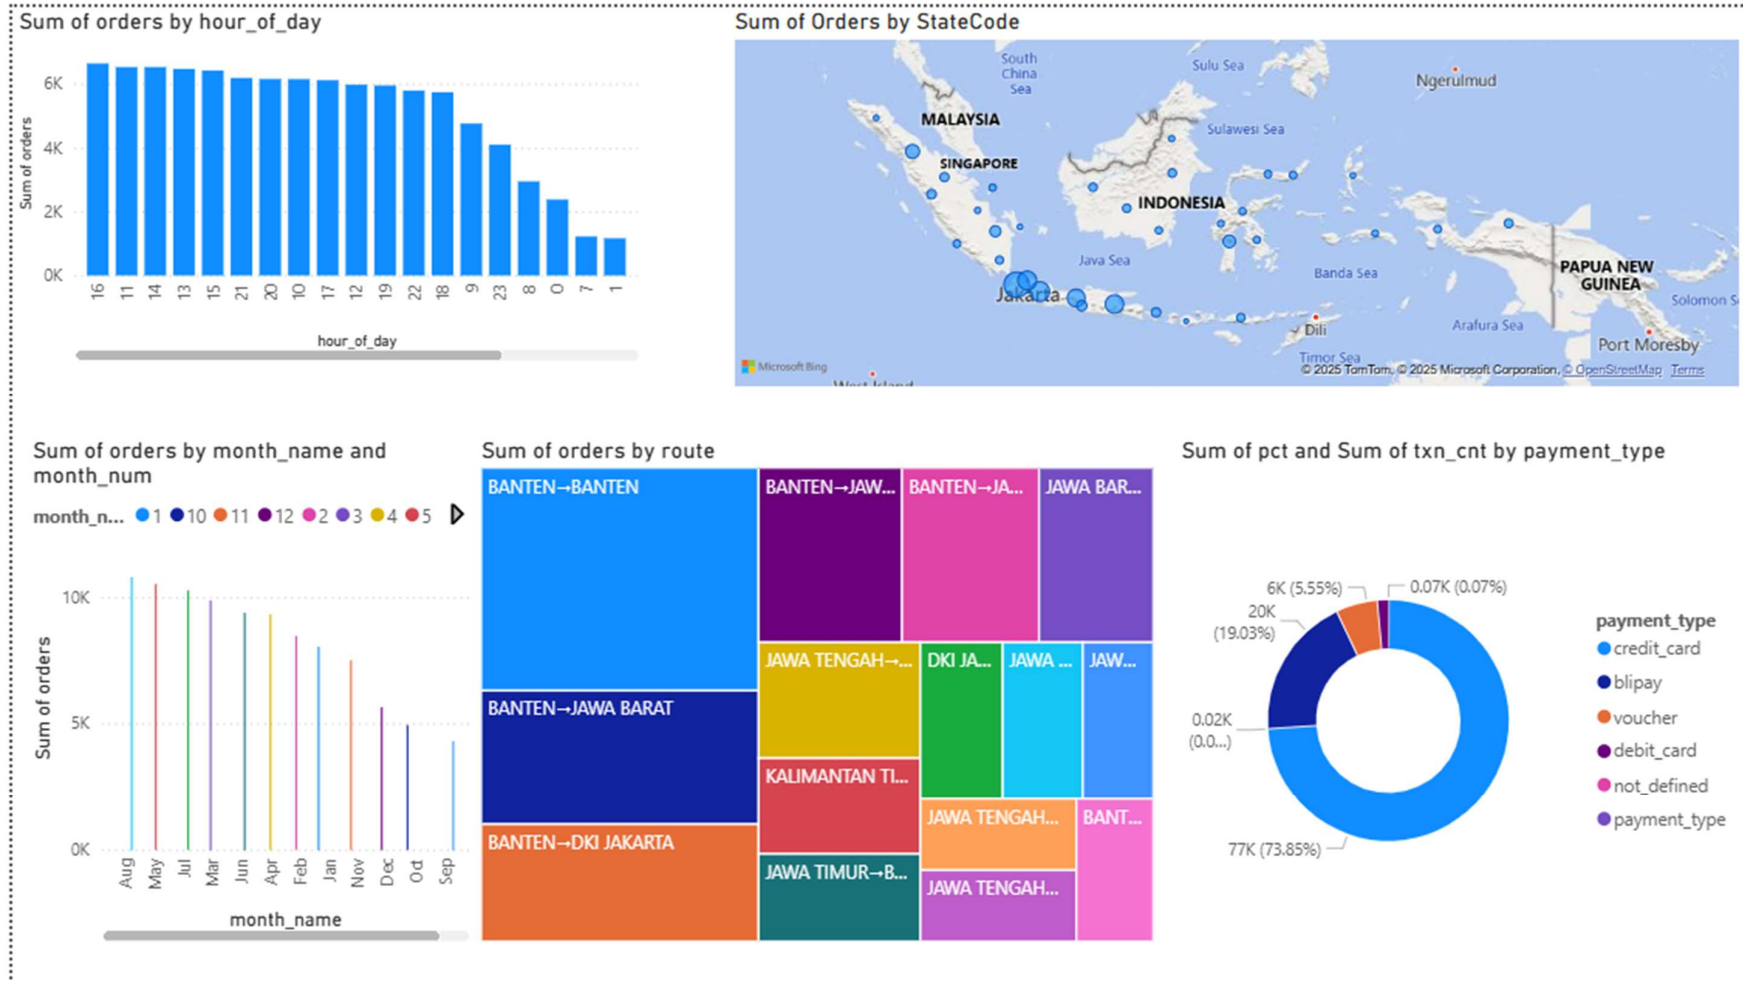 Sum of orders by hour_of_day
Sum of orders
6K
4K
2K
0K
16 11 14 13 15 21 20 10 17 12 19 22 18 9 23 8 0 7 1
hour_of_day
Sum of Orders by StateCode
South
China
Sea
Sulu Sea
Ngerulmud
MALAYSIA
Sulawesi Sea
SINGAPORE
INDONESIA
Java Sea
Banda Sea
PAPUA NEW
GUINEA
Jakarta
Solomon S
Dili
Arafura Sea
Port Moresby
Timor Sea
Microsoft Bing
© 2025 TomTom, © 2025 Microsoft Corporation, © OpenStreetMap Terms
West Island
Sum of orders by month_name and
month_num
month_n... 1 10 11 12 2 3 4 5
Sum of orders
10K
5K
0K
Aug May Jul Mar Jun Apr Feb Jan Nov Dec Oct Sep
month_name
Sum of orders by route
BANTEN→BANTEN
BANTEN→JAW...
BANTEN→JA...
JAWA BAR...
BANTEN→JAWA BARAT
JAWA TENGAH→...
DKI JA...
JAWA ...
JAW...
KALIMANTAN TI...
BANTEN→DKI JAKARTA
JAWA TENGAH...
BANT...
JAWA TIMUR→B...
JAWA TENGAH...
Sum of pct and Sum of txn_cnt by payment_type
6K (5.55%)
0.07K (0.07%)
20K
(19.03%)
0.02K
(0.0...)
77K (73.85%)
payment_type
credit_card
blipay
voucher
debit_card
not_defined
payment_type